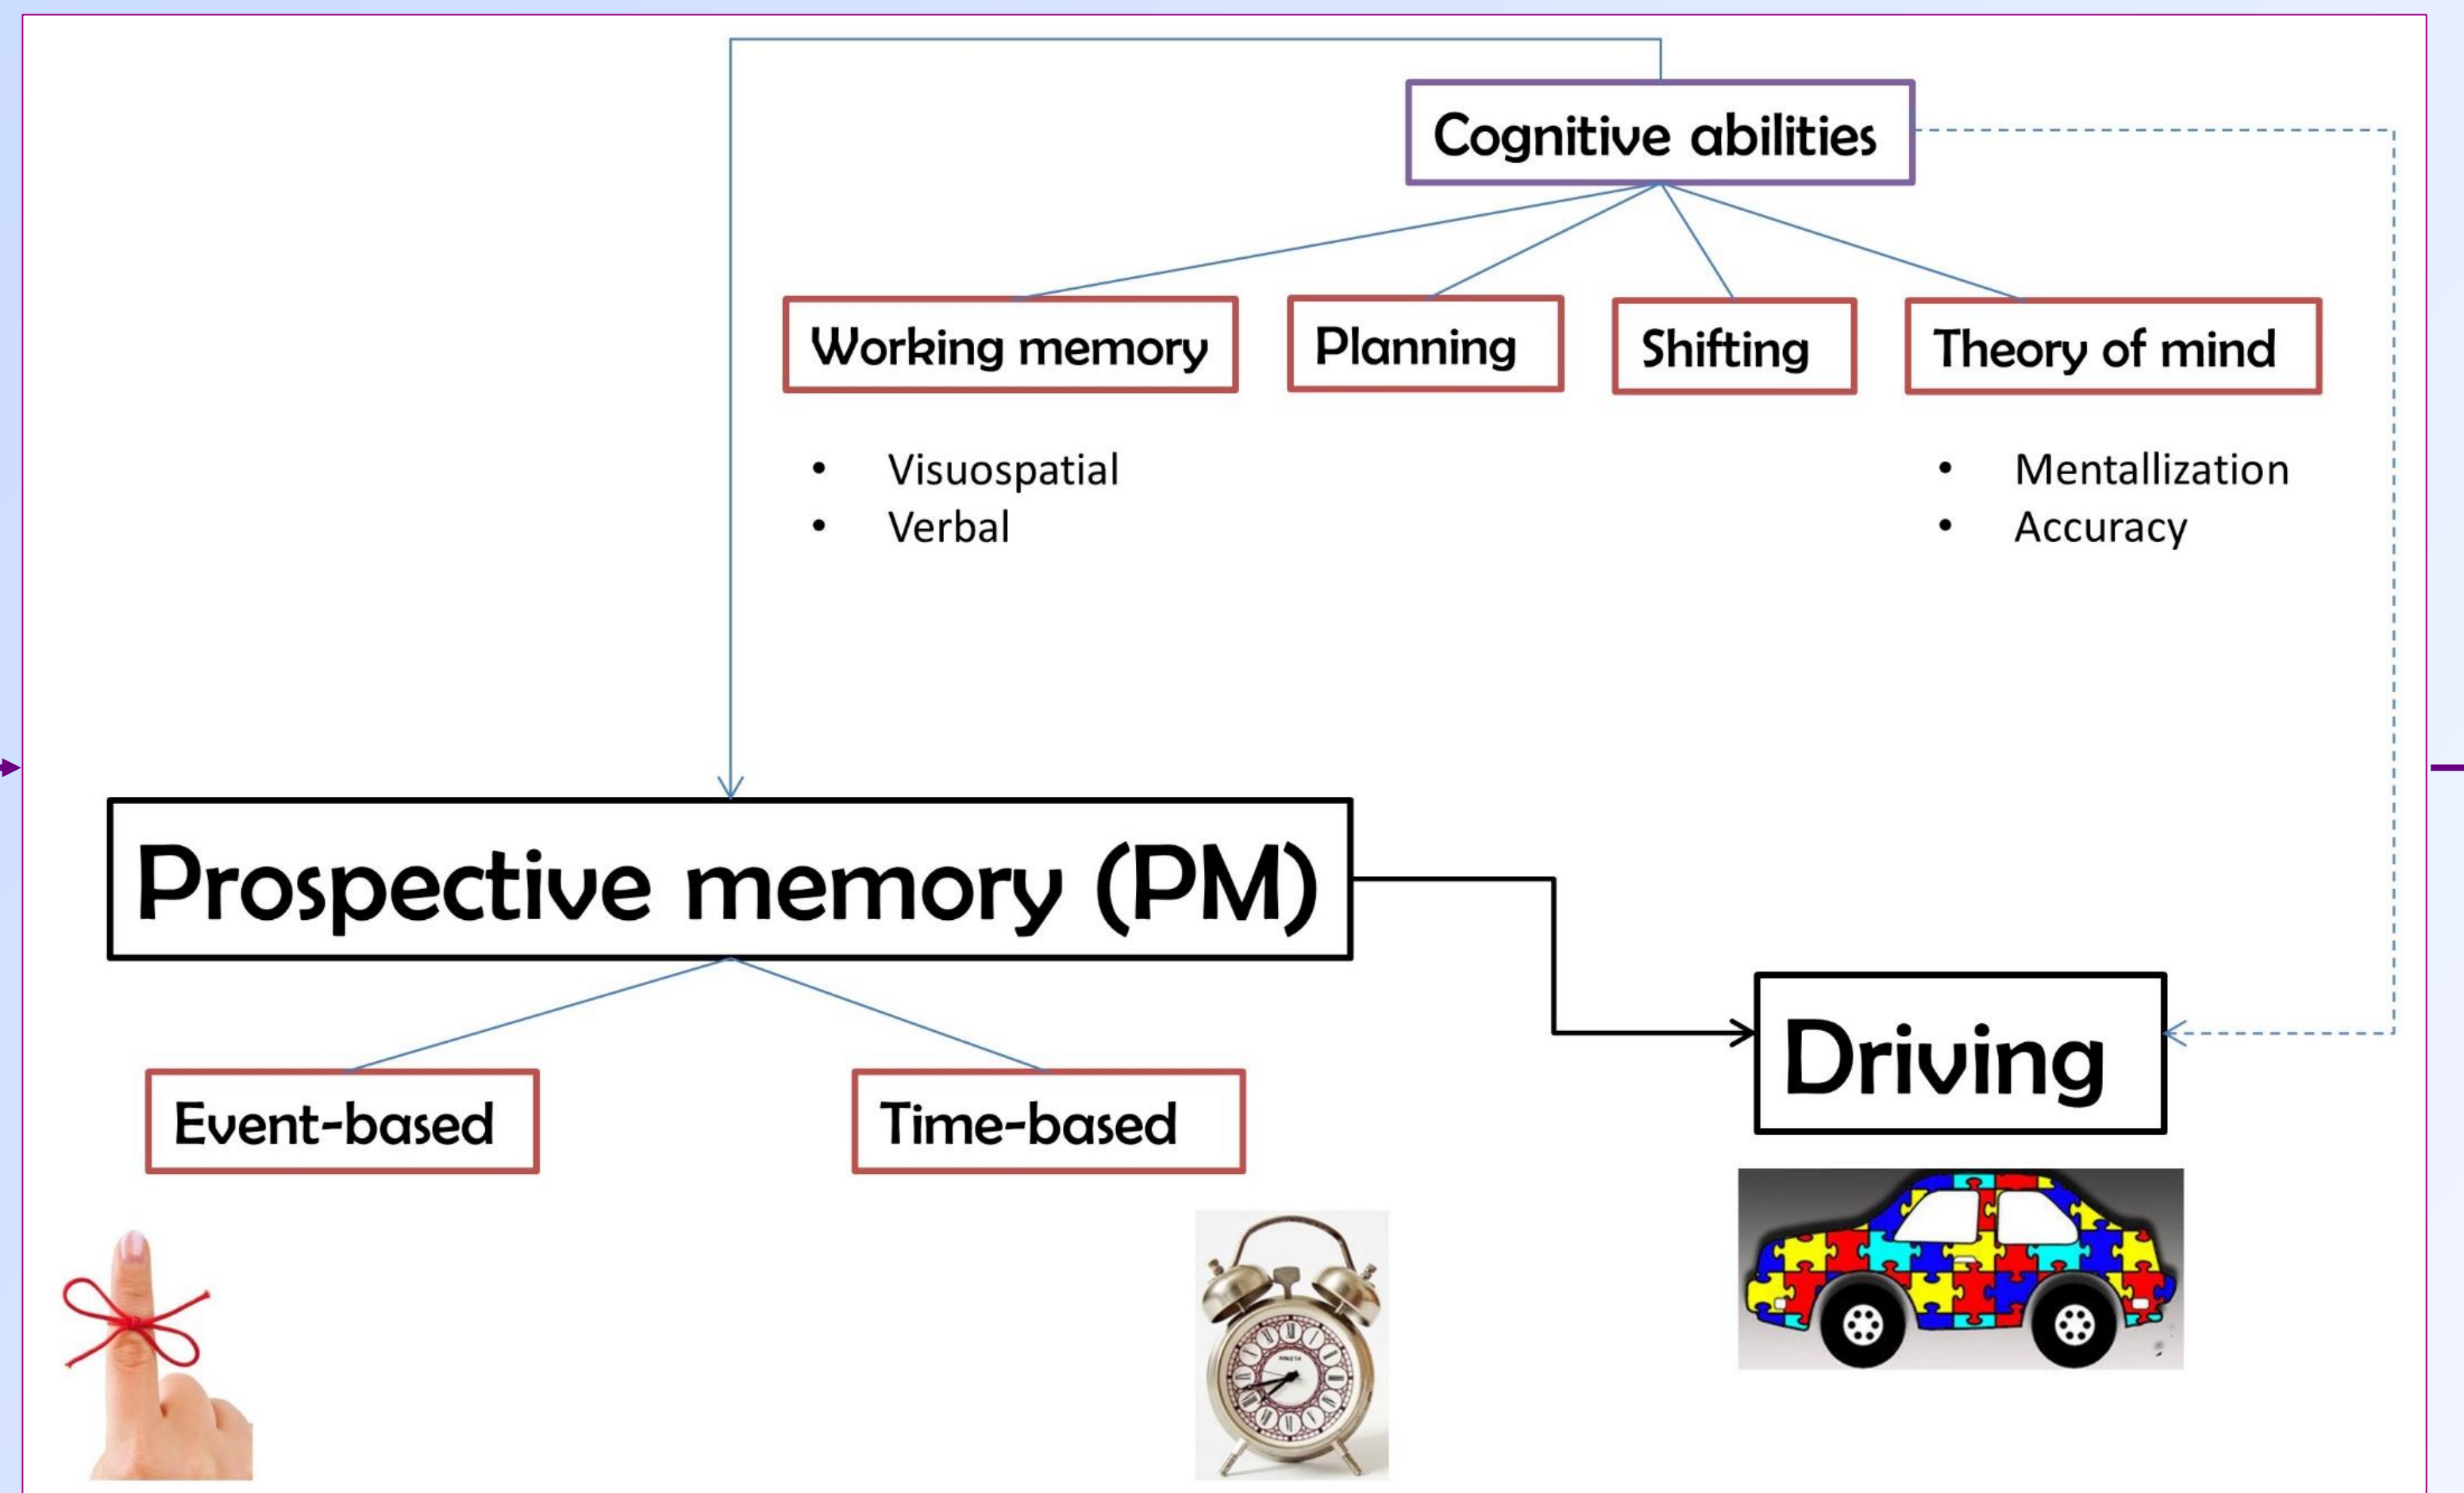 Cognitive abilities
Working memory
Planning
Shifting
Theory of mind
• Visuospatial
• Verbal
• Mentallization
• Accuracy
Prospective memory (PM)
Driving
Event-based
Time-based